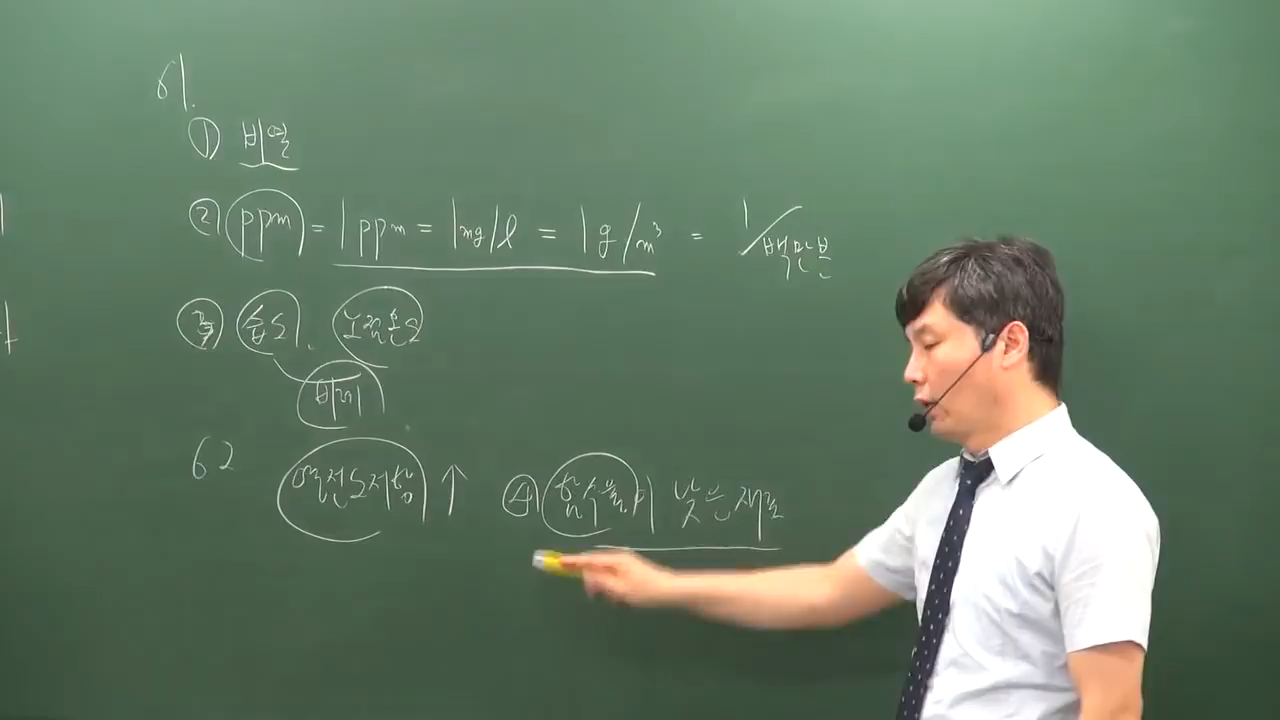 61.
① 비열
② ppm = 1ppm = 1mg/l = 1g/m³ = 1/백만분
습도. 노점온도
비례
62 열전도저항 ↑ ④ 함수율이 낮은 재료